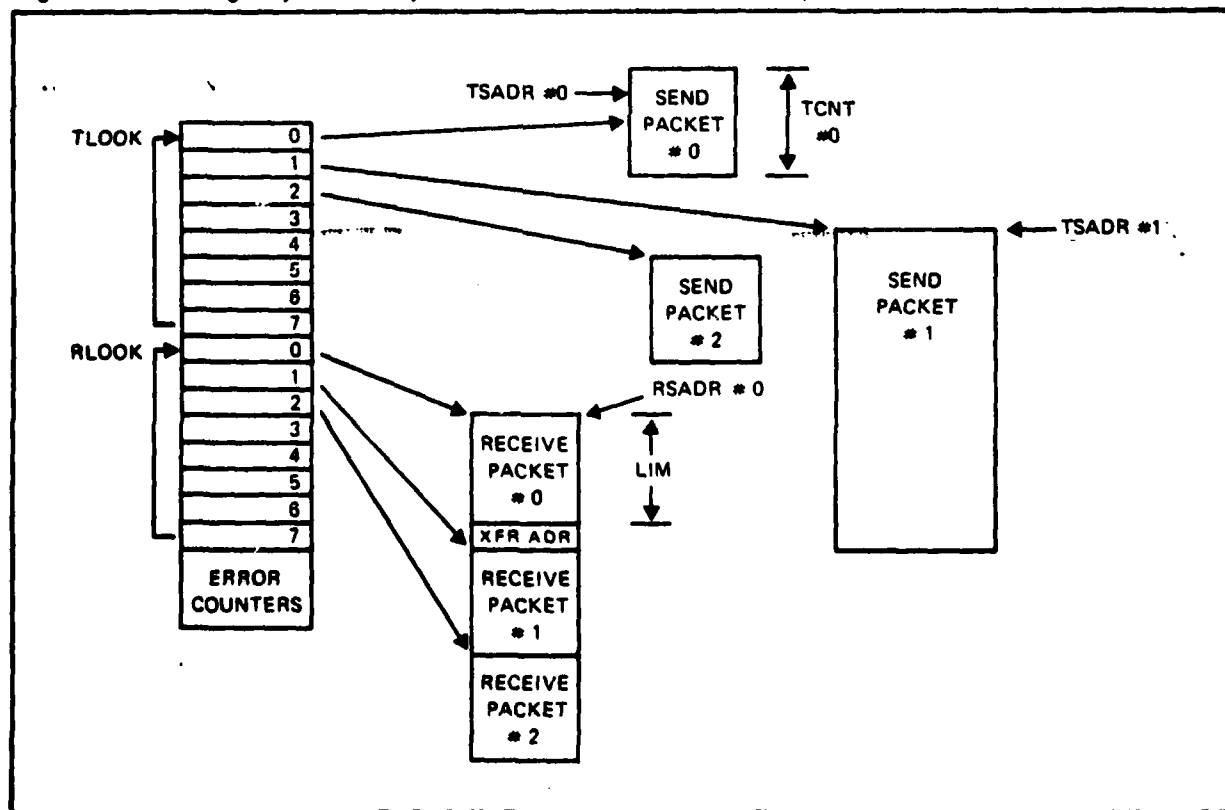 TSADR #0
SEND
PACKET
# 0
TCNT
#0
TLOOK
0
1
2
3
4
5
6
7
TSADR #1
SEND
PACKET
# 1
SEND
PACKET
# 2
RLOOK
0
1
2
3
4
5
6
7
ERROR
COUNTERS
RSADR # 0
RECEIVE
PACKET
# 0
LIM
XFR ADR
RECEIVE
PACKET
# 1
RECEIVE
PACKET
# 2